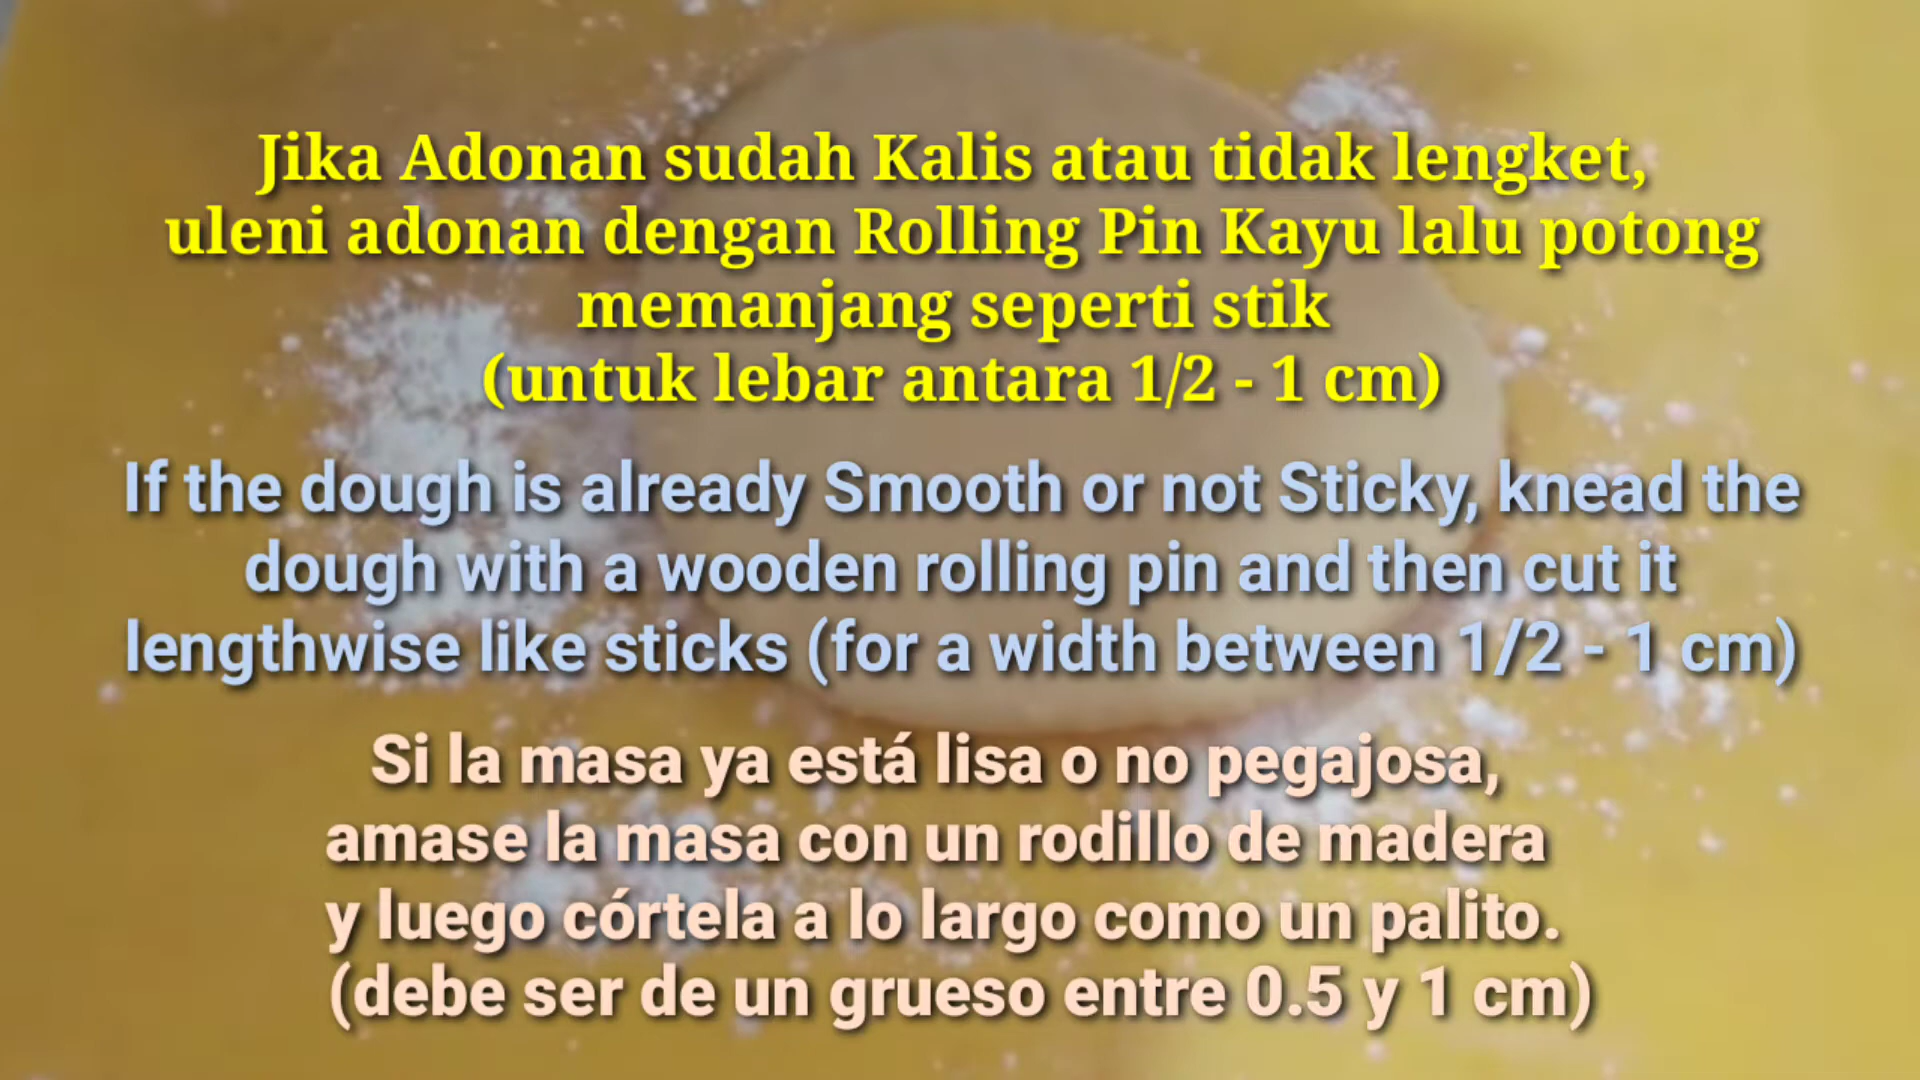 Jika Adonan sudah Kalis atau tidak lengket,
uleni adonan dengan Rolling Pin Kayu lalu potong
memanjang seperti stik
(untuk lebar antara 1/2 - 1 cm)
If the dough is already Smooth or not Sticky, knead the
dough with a wooden rolling pin and then cut it
lengthwise like sticks (for a width between 1/2 - 1 cm)
Si la masa ya está lisa o no pegajosa,
amase la masa con un rodillo de madera
y luego córtela a lo largo como un palito.
(debe ser de un grueso entre 0.5 y 1 cm)